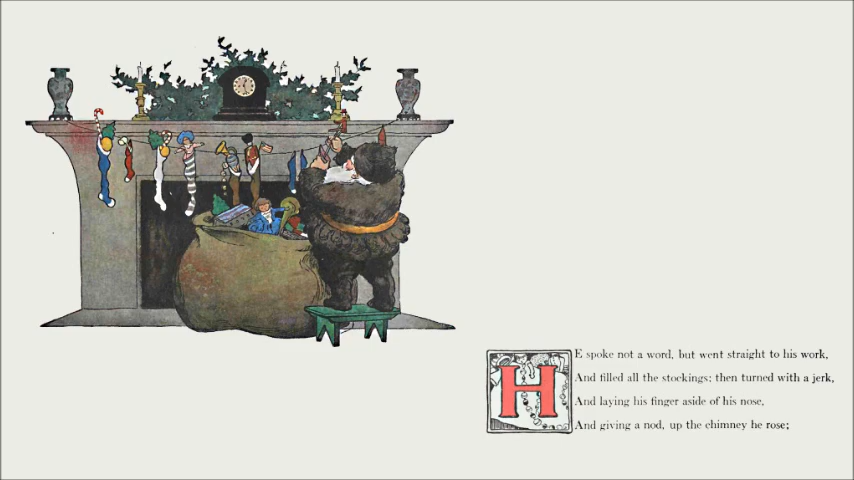 HE spoke not a word, but went straight to his work,
And filled all the stockings; then turned with a jerk,
And laying his finger aside of his nose,
And giving a nod, up the chimney he rose;